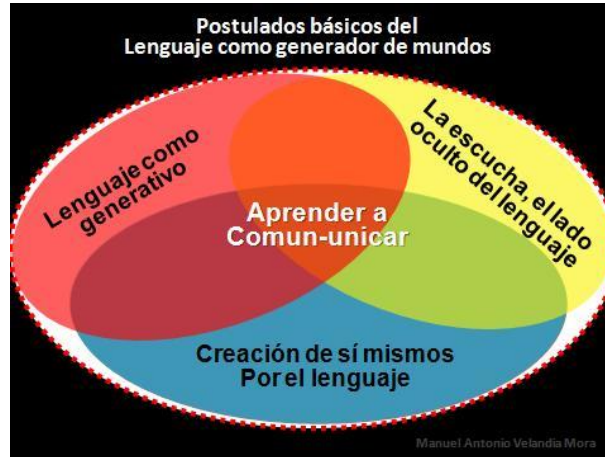 Postulados básicos del
Lenguaje como generador de mundos
Lenguaje como
generativo
La escucha, el lado
oculto del lenguaje
Aprender a
Comun-unicar
Creación de sí mismos
Por el lenguaje
Manuel Antonio Velandia Mora